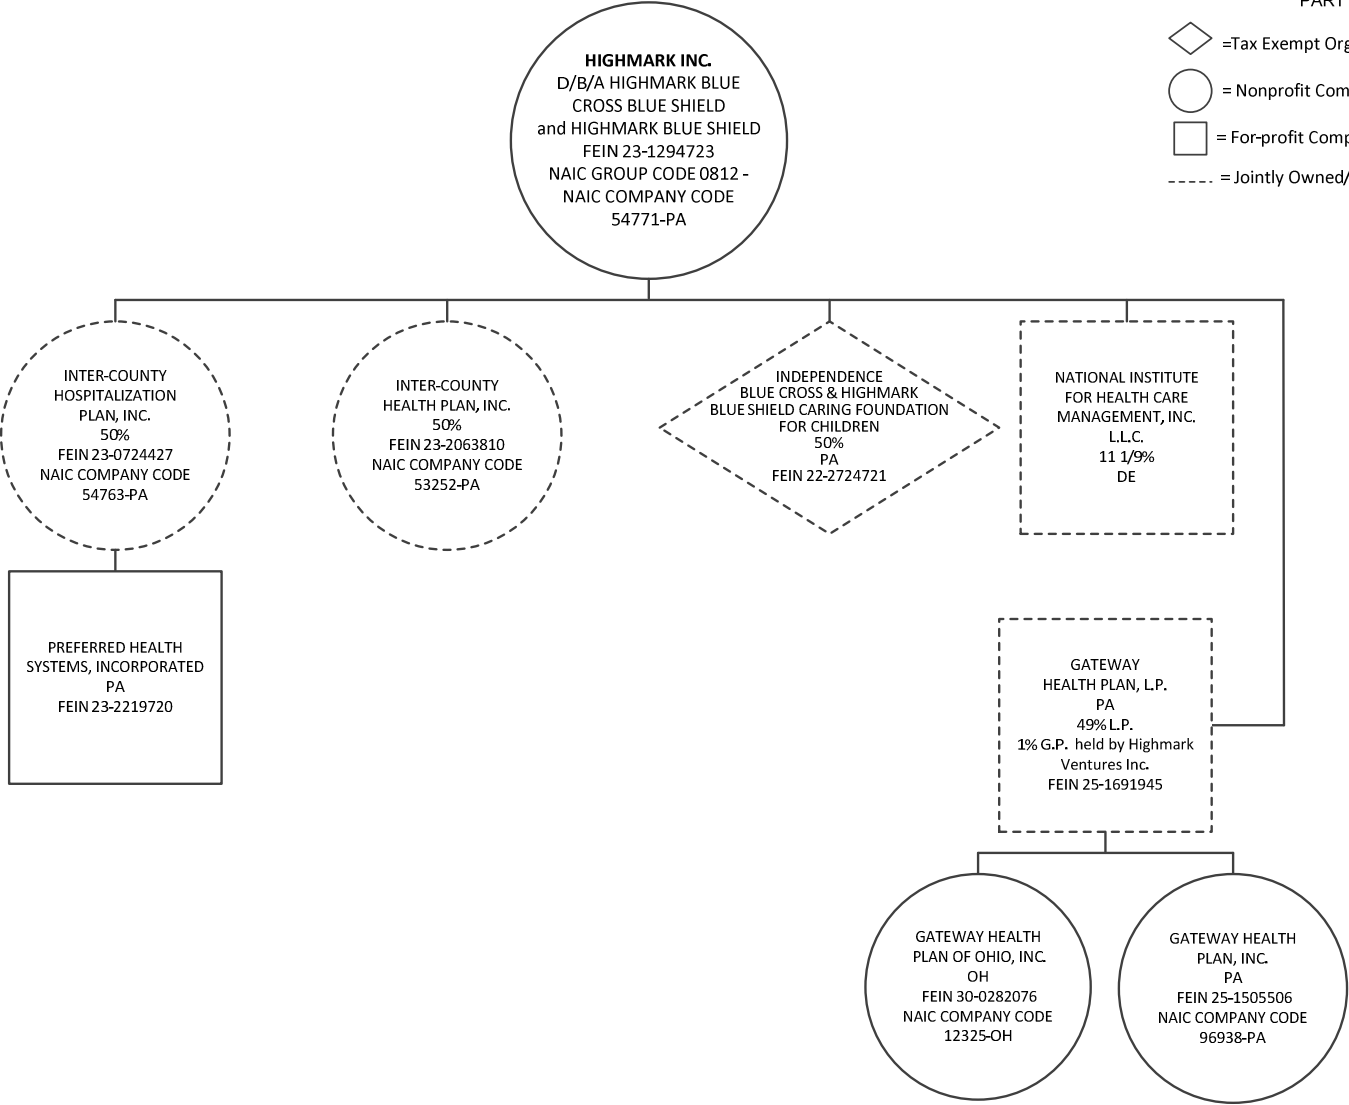 PART
=Tax Exempt Org
= Nonprofit Com
= For-profit Comp
= Jointly Owned/
HIGHMARK INC.
D/B/A HIGHMARK BLUE
CROSS BLUE SHIELD
and HIGHMARK BLUE SHIELD
FEIN 23-1294723
NAIC GROUP CODE 0812 -
NAIC COMPANY CODE
54771-PA
INTER-COUNTY
HOSPITALIZATION
PLAN, INC.
50%
FEIN 23-0724427
NAIC COMPANY CODE
54763-PA
INTER-COUNTY
HEALTH PLAN, INC.
50%
FEIN 23-2063810
NAIC COMPANY CODE
53252-PA
INDEPENDENCE
BLUE CROSS & HIGHMARK
BLUE SHIELD CARING FOUNDATION
FOR CHILDREN
50%
PA
FEIN 22-2724721
NATIONAL INSTITUTE
FOR HEALTH CARE
MANAGEMENT, INC.
L.L.C.
11 1/9%
DE
PREFERRED HEALTH
SYSTEMS, INCORPORATED
PA
FEIN 23-2219720
GATEWAY
HEALTH PLAN, L.P.
PA
49% L.P.
1% G.P. held by Highmark
Ventures Inc.
FEIN 25-1691945
GATEWAY HEALTH
PLAN OF OHIO, INC.
OH
FEIN 30-0282076
NAIC COMPANY CODE
12325-OH
GATEWAY HEALTH
PLAN, INC.
PA
FEIN 25-1505506
NAIC COMPANY CODE
96938-PA